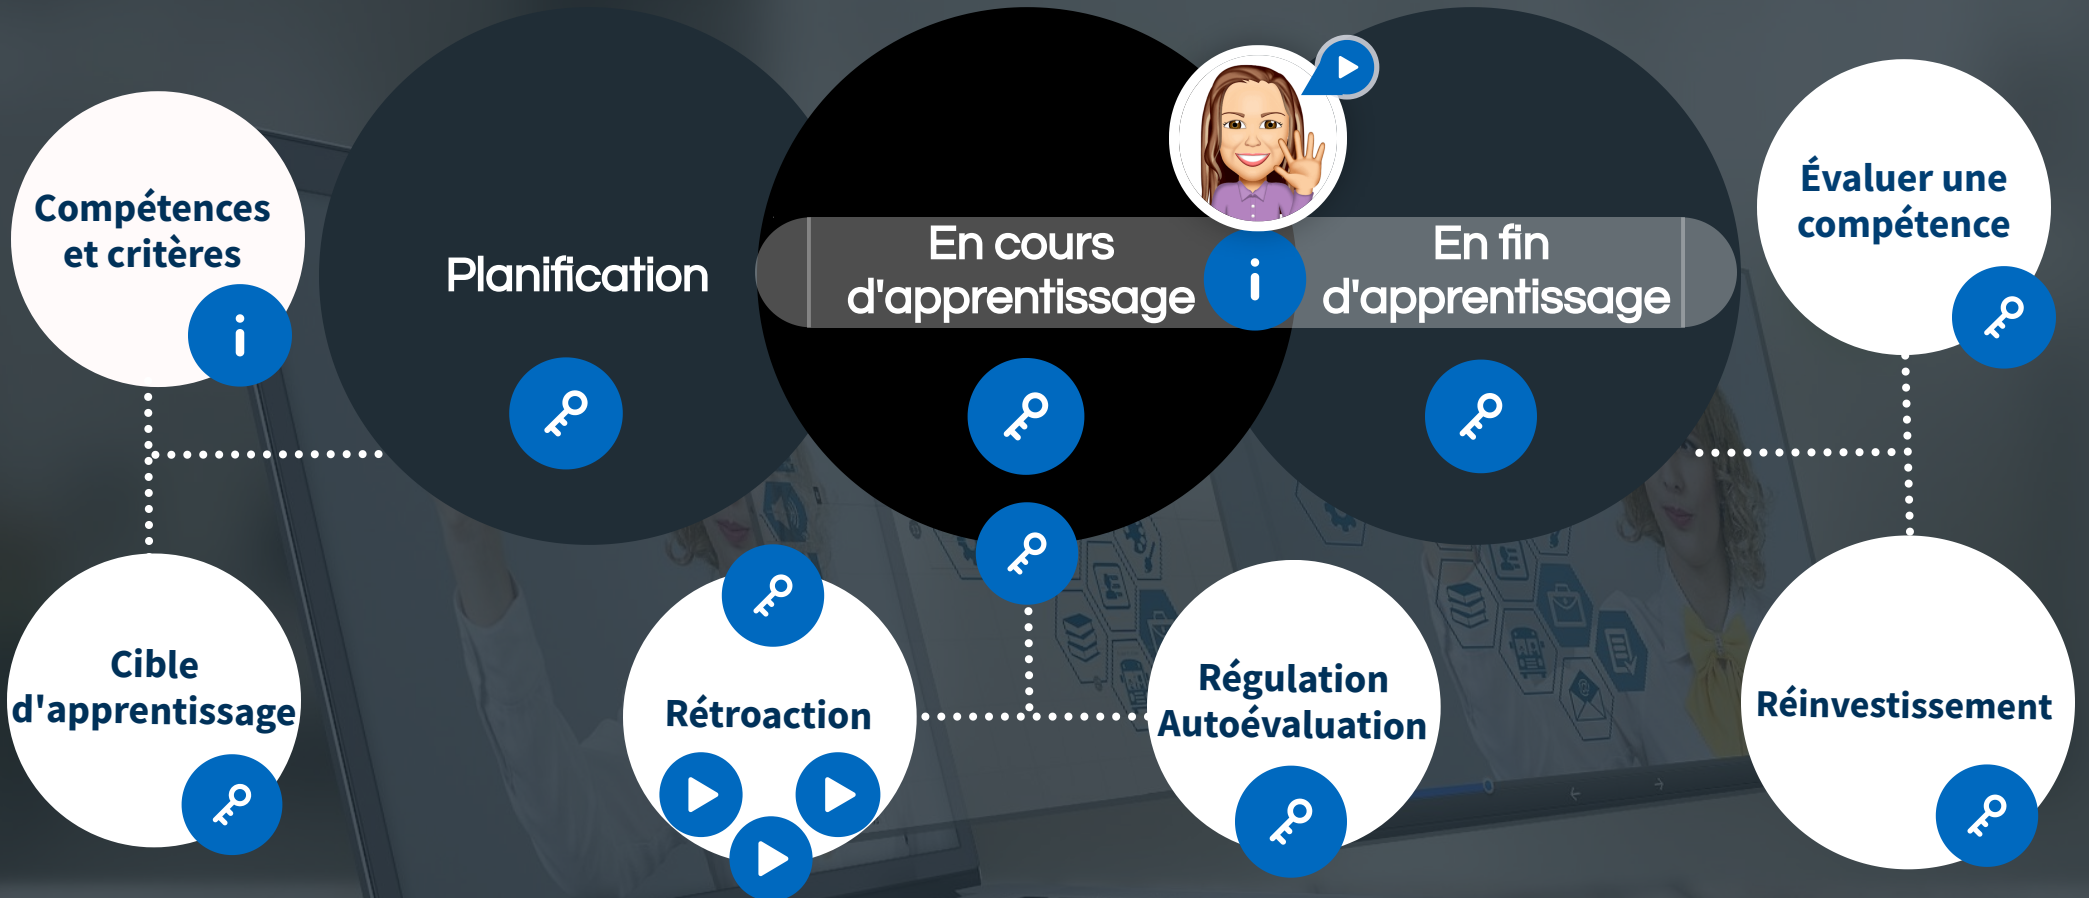 Compétences
et critères
Planification
En cours
d'apprentissage
En fin
d'apprentissage
Évaluer une
compétence
Cible
d'apprentissage
Rétroaction
Régulation
Autoévaluation
Réinvestissement